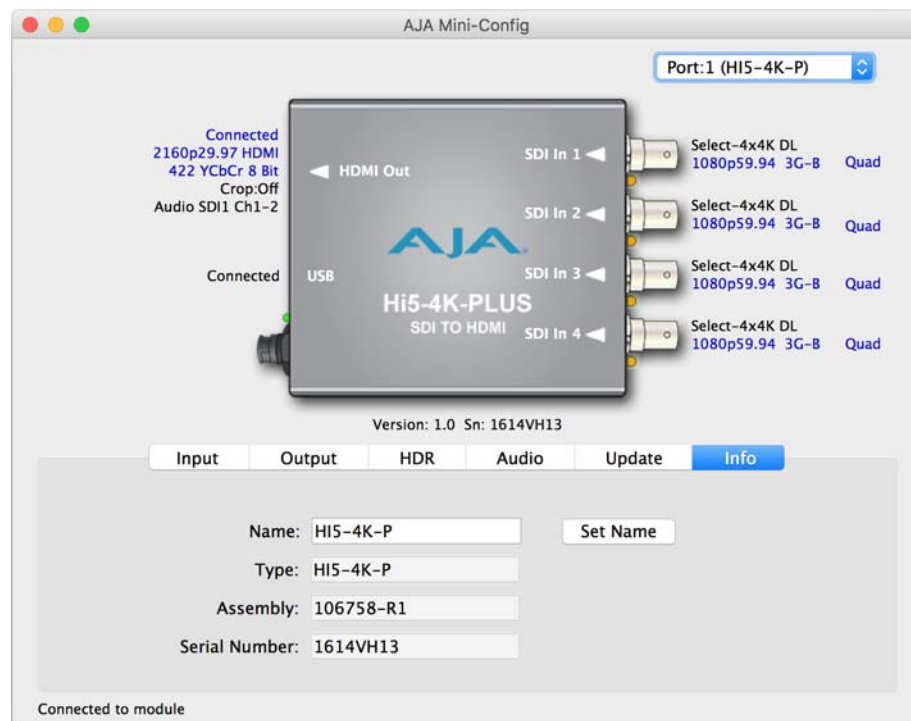 AJA Mini-Config
Port:1 (HI5-4K-P)
Connected
2160p29.97 HDMI
422 YCbCr 8 Bit
Crop:Off
Audio SDI1 Ch1-2
HDMI Out
Connected
USB
AJA
Hi5-4K-PLUS
SDI TO HDMI
SDI In 1
Select-4x4K DL
1080p59.94 3G-B Quad
SDI In 2
Select-4x4K DL
1080p59.94 3G-B Quad
SDI In 3
Select-4x4K DL
1080p59.94 3G-B Quad
SDI In 4
Select-4x4K DL
1080p59.94 3G-B Quad
Version: 1.0 Sn: 1614VH13
Input Output HDR Audio Update Info
Name: HI5-4K-P Set Name
Type: HI5-4K-P
Assembly: 106758-R1
Serial Number: 1614VH13
Connected to module